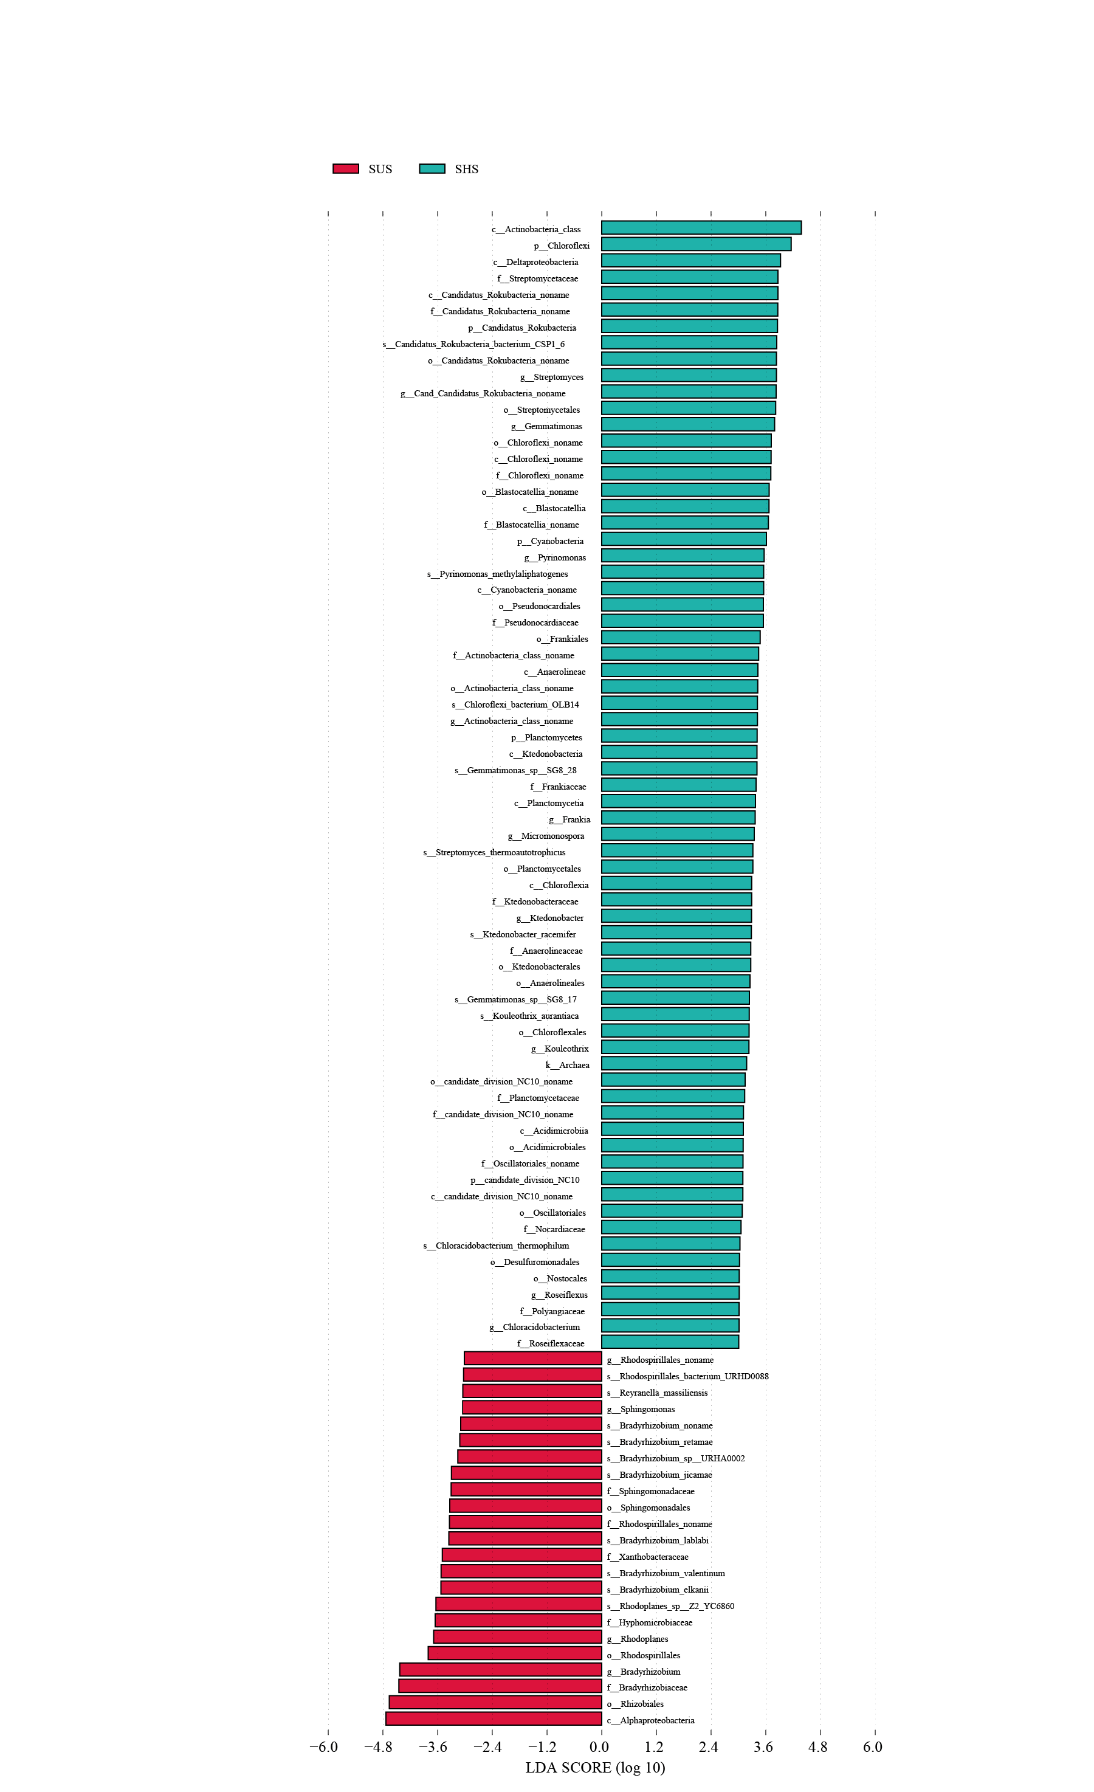 SUS SHS
c__Actinobacteria_class
p__Chloroflexi
c__Deltaproteobacteria
f__Streptomycetaceae
c__Candidatus_Rokubacteria_noname
f__Candidatus_Rokubacteria_noname
p__Candidatus_Rokubacteria
s__Candidatus_Rokubacteria_bacterium_CSP1_6
o__Candidatus_Rokubacteria_noname
g__Streptomyces
g__Cand_Candidatus_Rokubacteria_noname
o__Streptomycetales
g__Gemmatimonas
o__Chloroflexi_noname
c__Chloroflexi_noname
f__Chloroflexi_noname
o__Blastocatellia_noname
c__Blastocatellia
f__Blastocatellia_noname
p__Cyanobacteria
g__Pyrinomonas
s__Pyrinomonas_methylaliphatogenes
c__Cyanobacteria_noname
o__Pseudonocardiales
f__Pseudonocardiaceae
o__Frankiales
f__Actinobacteria_class_noname
c__Anaerolineae
o__Actinobacteria_class_noname
s__Chloroflexi_bacterium_OLB14
g__Actinobacteria_class_noname
p__Planctomycetes
c__Ktedonobacteria
s__Gemmatimonas_sp__SG8_28
f__Frankiaceae
c__Planctomycetia
g__Frankia
g__Micromonospora
s__Streptomyces_thermoautotrophicus
o__Planctomycetales
c__Chloroflexia
f__Ktedonobacteraceae
g__Ktedonobacter
s__Ktedonobacter_racemifer
f__Anaerolineaceae
o__Ktedonobacterales
o__Anaerolineales
s__Gemmatimonas_sp__SG8_17
s__Kouleothrix_aurantiaca
o__Chloroflexales
g__Kouleothrix
k__Archaea
o__candidate_division_NC10_noname
f__Planctomycetaceae
f__candidate_division_NC10_noname
c__Acidimicrobiia
o__Acidimicrobiales
f__Oscillatoriales_noname
p__candidate_division_NC10
c__candidate_division_NC10_noname
o__Oscillatoriales
f__Nocardiaceae
s__Chloracidobacterium_thermophilum
o__Desulfuromonadales
o__Nostocales
g__Roseiflexus
f__Polyangiaceae
g__Chloracidobacterium
f__Roseiflexaceae
g__Rhodospirillales_noname
s__Rhodospirillales_bacterium_URHD0088
s__Reyranella_massiliensis
g__Sphingomonas
s__Bradyrhizobium_noname
s__Bradyrhizobium_retamae
s__Bradyrhizobium_sp__URHA0002
s__Bradyrhizobium_jicamae
f__Sphingomonadaceae
o__Sphingomonadales
f__Rhodospirillales_noname
s__Bradyrhizobium_lablabi
f__Xanthobacteraceae
s__Bradyrhizobium_valentinum
s__Bradyrhizobium_elkanii
s__Rhodoplanes_sp__Z2_YC6860
f__Hyphomicrobiaceae
g__Rhodoplanes
o__Rhodospirillales
g__Bradyrhizobium
f__Bradyrhizobiaceae
o__Rhizobiales
c__Alphaproteobacteria
−6.0 −4.8 −3.6 −2.4 −1.2 0.0 1.2 2.4 3.6 4.8 6.0
LDA SCORE (log 10)